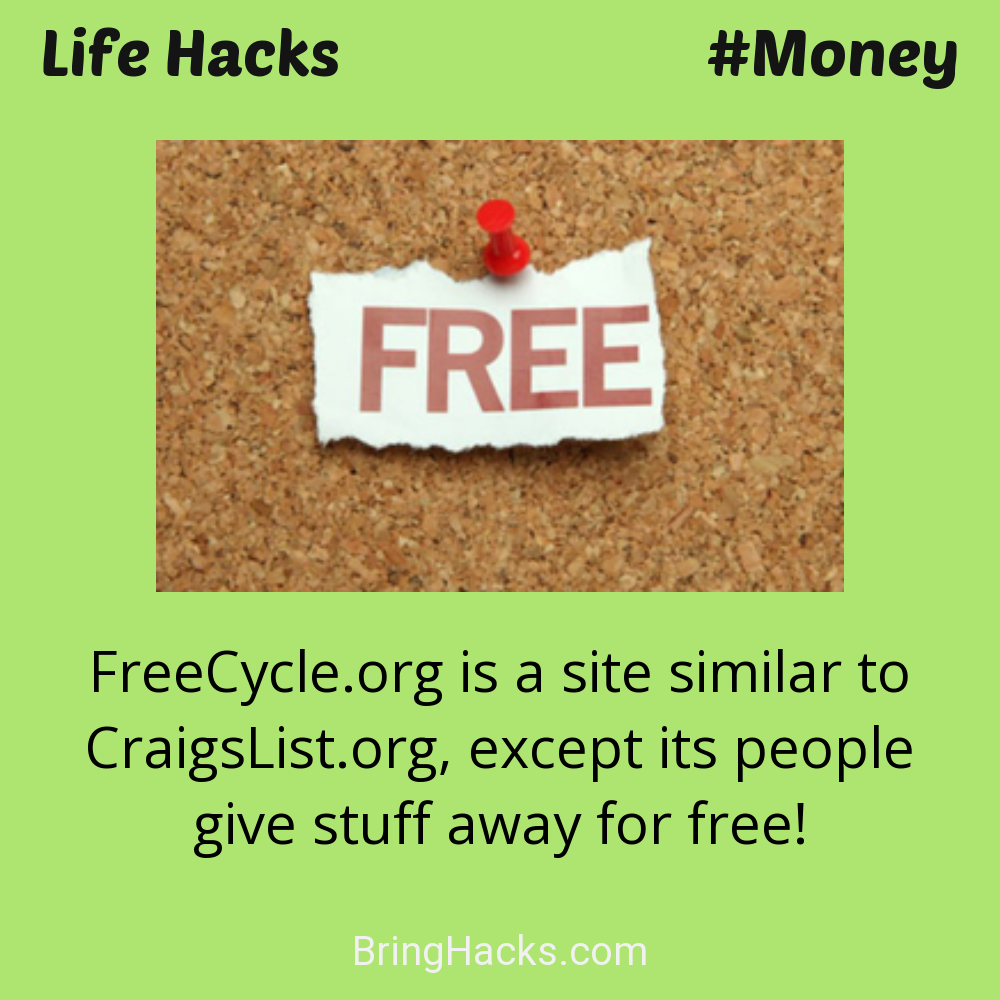 Life Hacks #Money
FREE
FreeCycle.org is a site similar to
CraigsList.org, except its people
give stuff away for free!
BringHacks.com